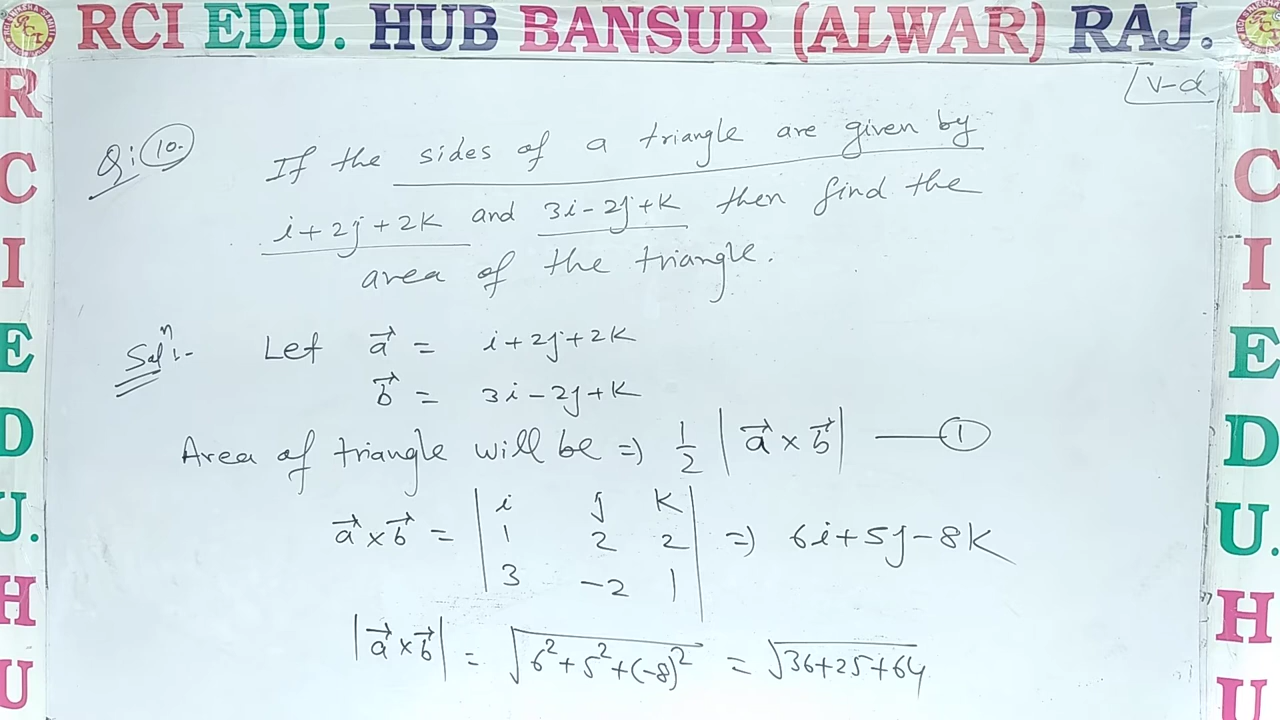 RCI EDU. HUB BANSUR (ALWAR) RAJ.
R
C
I
E
D
U.
H
U
R
C
I
E
D
U.
H
U
Q: 10. If the sides of a triangle are given by
i+2j+2k and 3i-2j+k then find the
area of the triangle.
Solⁿ:- Let a⃗ = i+2j+2k
b⃗ = 3i-2j+k
Area of triangle will be ⇒ 1/2 |a⃗ × b⃗| — 1
a⃗ × b⃗ = | i j k | ⇒ 6i+5j-8k
1 2 2
3 -2 1
|a⃗ × b⃗| = √6²+5²+(-8)² = √36+25+64